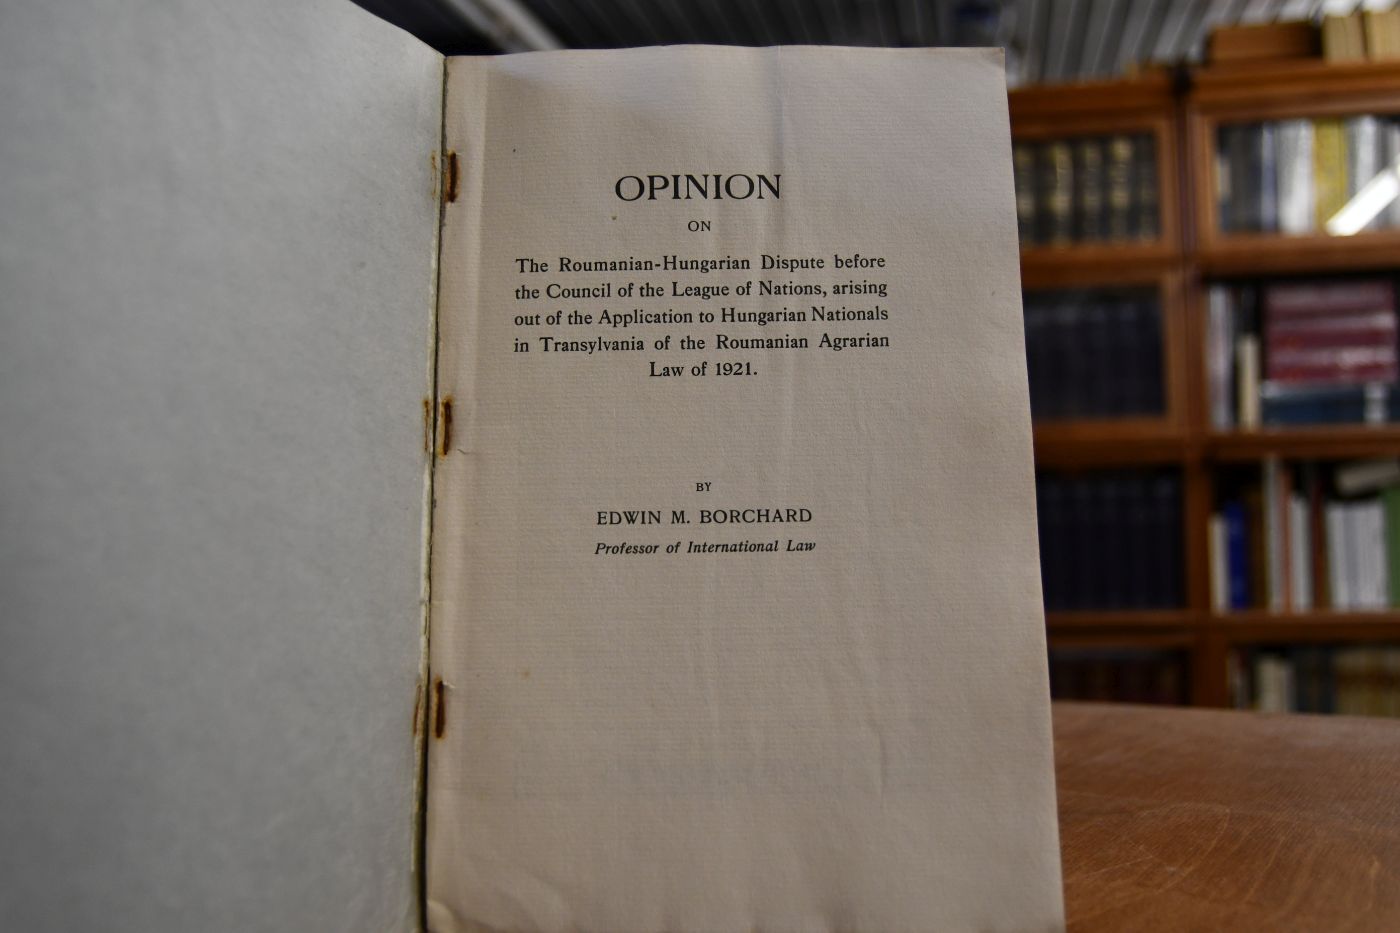 OPINION
ON
The Roumanian-Hungarian Dispute before
the Council of the League of Nations, arising
out of the Application to Hungarian Nationals
in Transylvania of the Roumanian Agrarian
Law of 1921.
BY
EDWIN M. BORCHARD
Professor of International Law